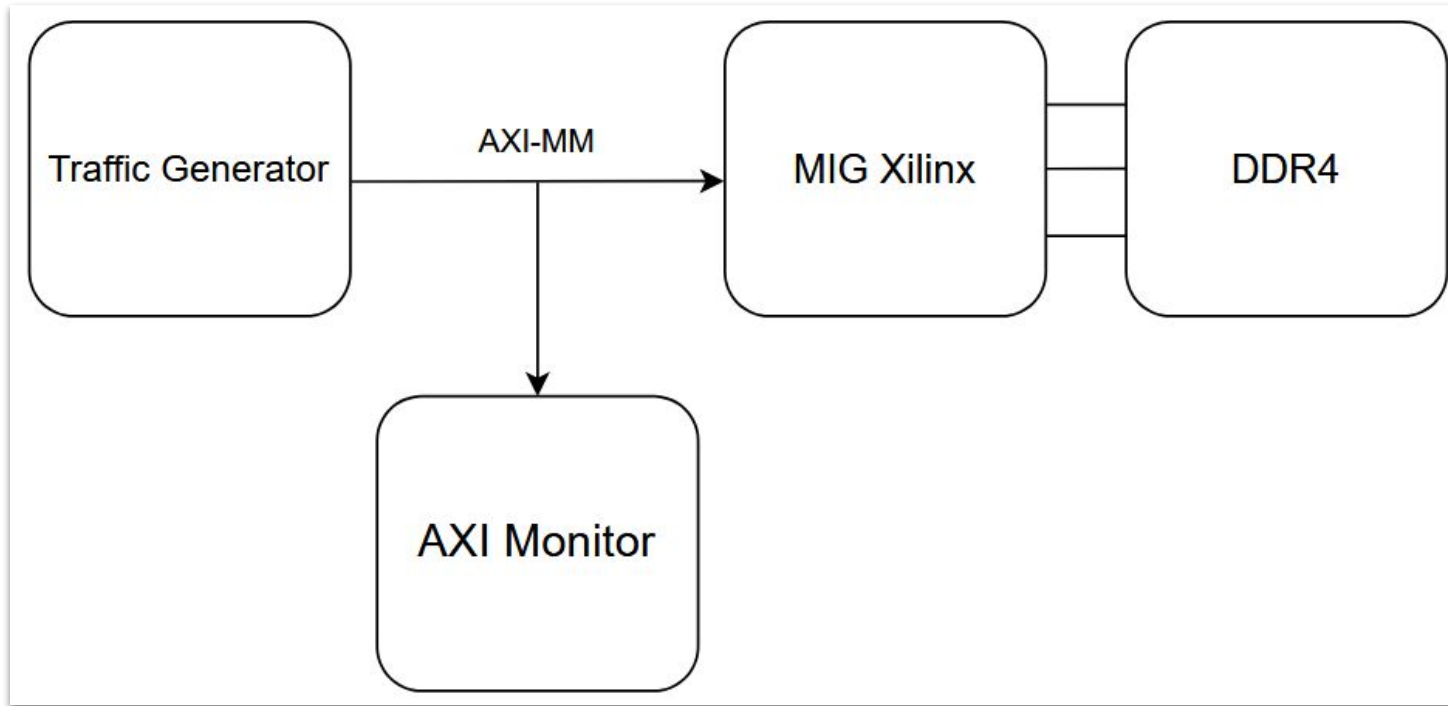 Traffic Generator
AXI-MM
MIG Xilinx
DDR4
AXI Monitor